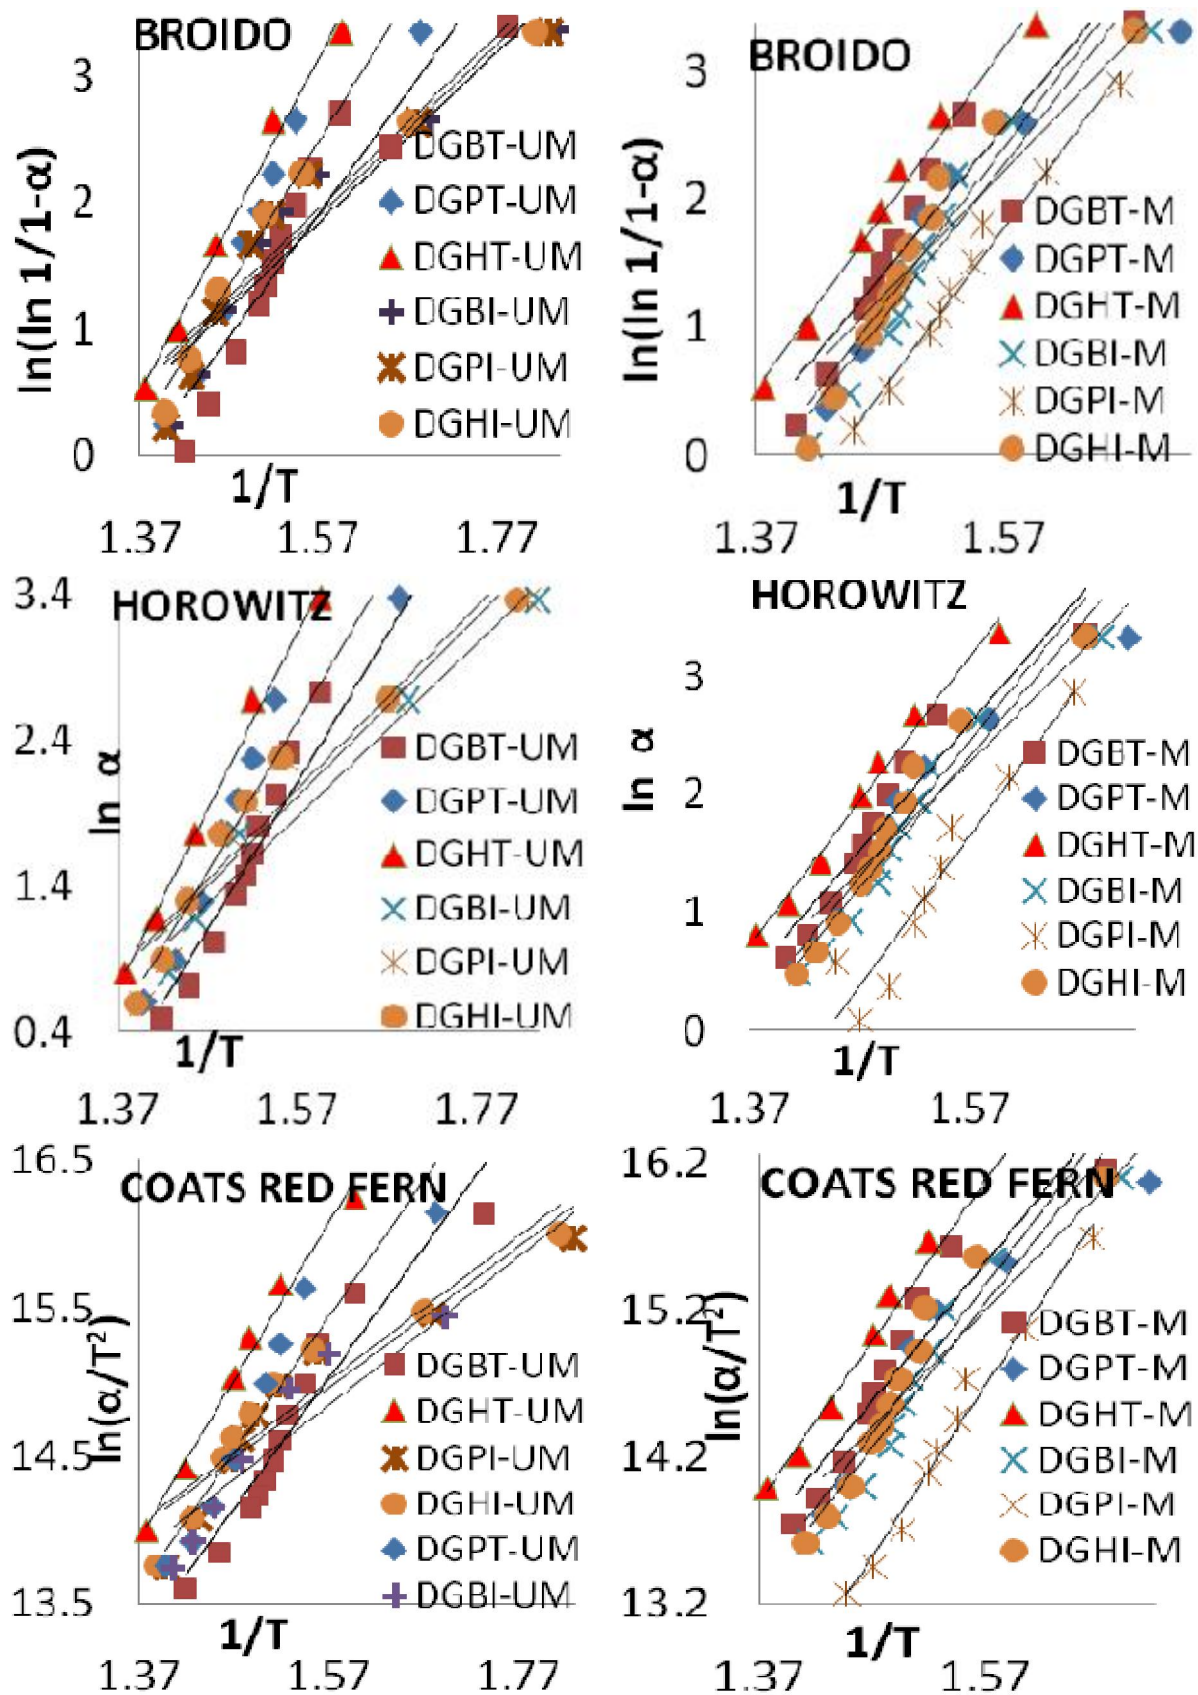 BROIDO
3
2
1
0
ln(ln 1/1-α)
DGBT-UM
DGPT-UM
DGHT-UM
DGBI-UM
DGPI-UM
DGHI-UM
1/T
1.37 1.57 1.77
BROIDO
3
2
1
0
ln(ln 1/1-α)
DGBT-M
DGPT-M
DGHT-M
DGBI-M
DGPI-M
DGHI-M
1/T
1.37 1.57
HOROWITZ
3.4
2.4
1.4
0.4
ln α
DGBT-UM
DGPT-UM
DGHT-UM
DGBI-UM
DGPI-UM
DGHI-UM
1/T
1.37 1.57 1.77
HOROWITZ
3
2
1
0
ln α
DGBT-M
DGPT-M
DGHT-M
DGBI-M
DGPI-M
DGHI-M
1/T
1.37 1.57
COATS RED FERN
16.5
15.5
14.5
13.5
ln(α/T²)
DGBT-UM
DGHT-UM
DGPI-UM
DGHI-UM
DGPT-UM
DGBI-UM
1/T
1.37 1.57 1.77
COATS RED FERN
16.2
15.2
14.2
13.2
ln(α/T²)
DGBT-M
DGPT-M
DGHT-M
DGBI-M
DGPI-M
DGHI-M
1/T
1.37 1.57